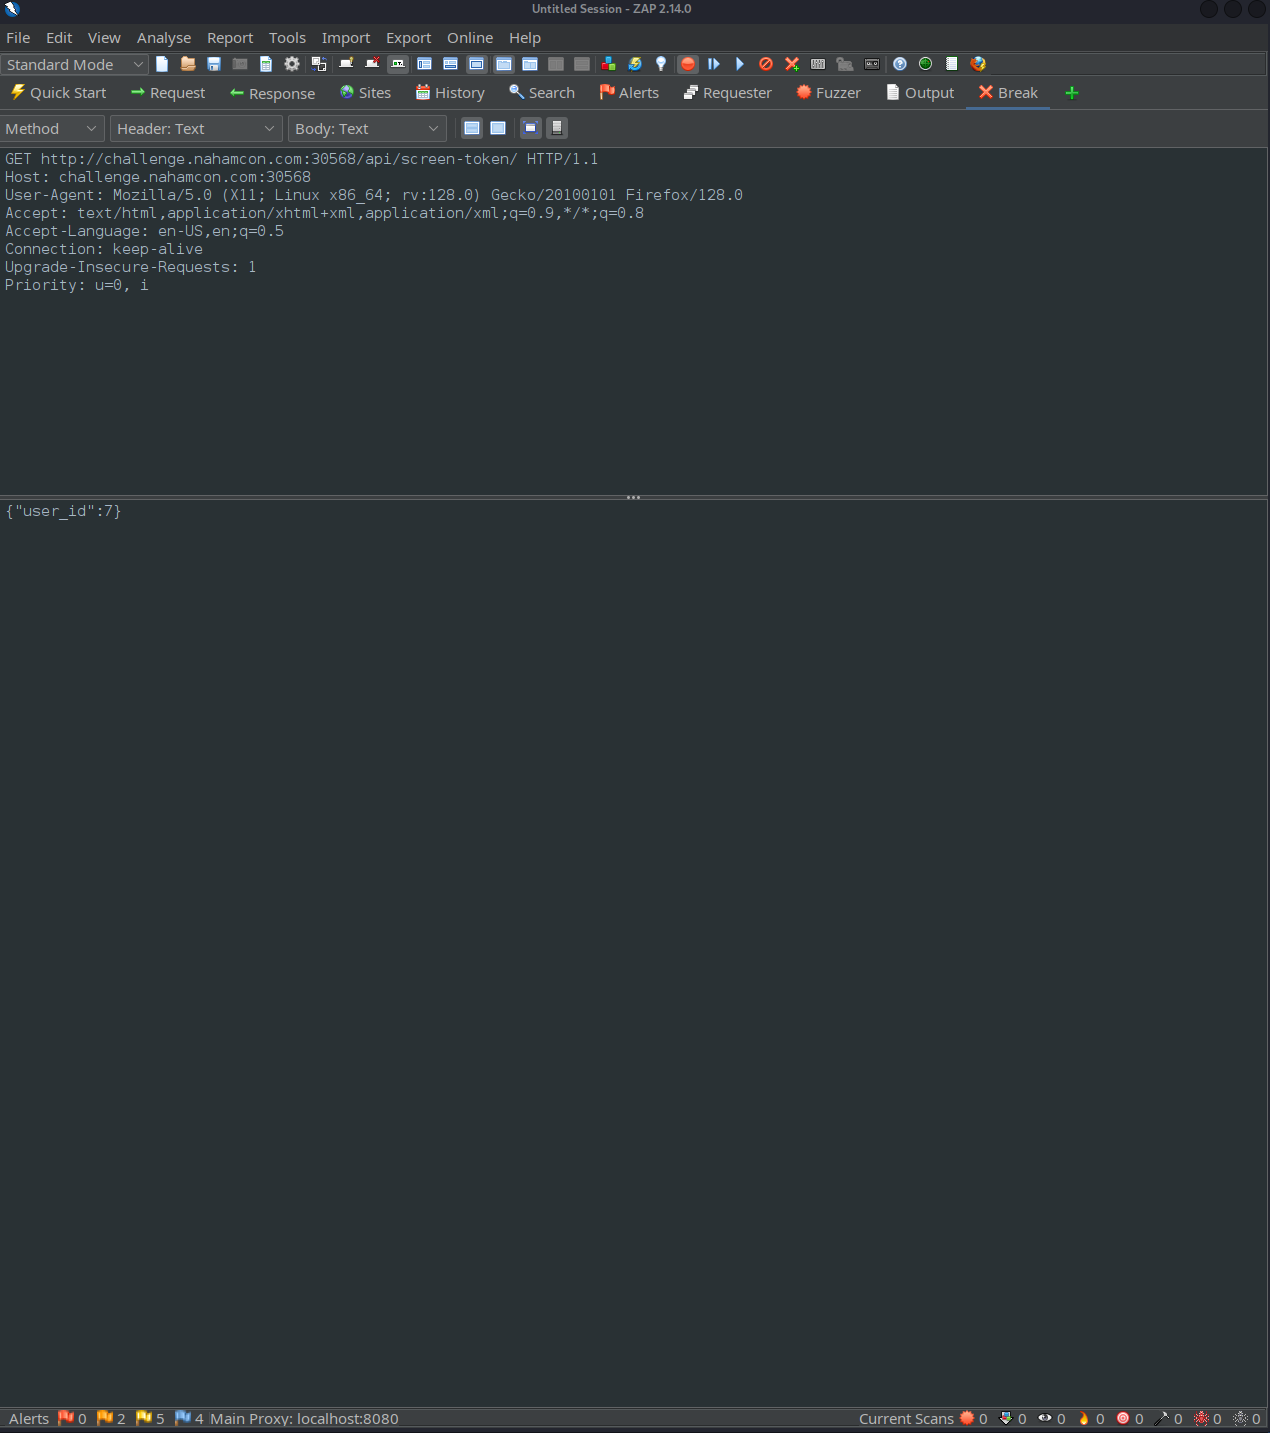 Untitled Session - ZAP 2.14.0
File Edit View Analyse Report Tools Import Export Online Help
Standard Mode
Quick Start Request Response Sites History Search Alerts Requester Fuzzer Output Break
Method Header: Text Body: Text
GET http://challenge.nahamcon.com:30568/api/screen-token/ HTTP/1.1
Host: challenge.nahamcon.com:30568
User-Agent: Mozilla/5.0 (X11; Linux x86_64; rv:128.0) Gecko/20100101 Firefox/128.0
Accept: text/html,application/xhtml+xml,application/xml;q=0.9,*/*;q=0.8
Accept-Language: en-US,en;q=0.5
Connection: keep-alive
Upgrade-Insecure-Requests: 1
Priority: u=0, i
{"user_id":7}
Alerts 0 2 5 4 Main Proxy: localhost:8080 Current Scans 0 0 0 0 0 0 0 0